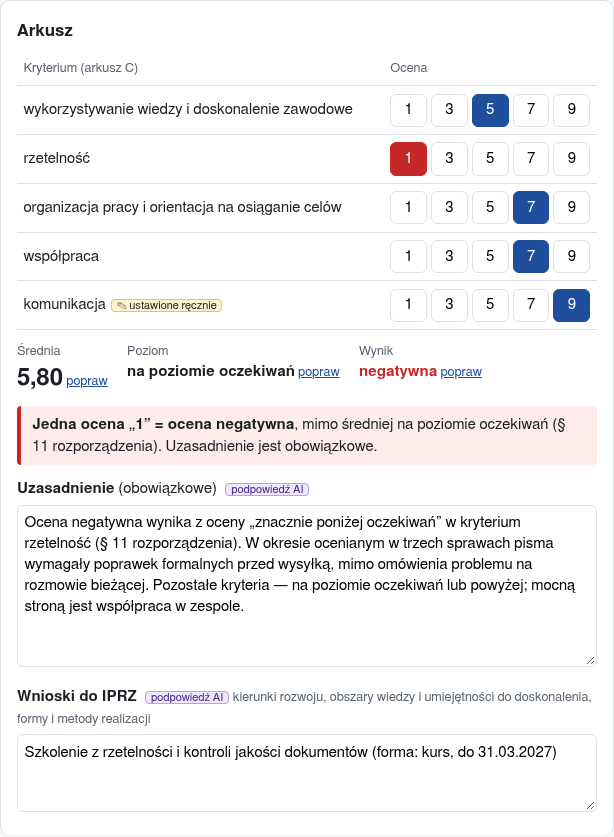 Arkusz
Kryterium (arkusz C) Ocena
wykorzystywanie wiedzy i doskonalenie zawodowe 1 3 5 7 9
rzetelność 1 3 5 7 9
organizacja pracy i orientacja na osiąganie celów 1 3 5 7 9
współpraca 1 3 5 7 9
komunikacja ✎ ustawione ręcznie 1 3 5 7 9
Średnia Poziom Wynik
5,80 popraw na poziomie oczekiwań popraw negatywna popraw
Jedna ocena „1” = ocena negatywna, mimo średniej na poziomie oczekiwań (§
11 rozporządzenia). Uzasadnienie jest obowiązkowe.
Uzasadnienie (obowiązkowe) podpowiedź AI
Ocena negatywna wynika z oceny „znacznie poniżej oczekiwań” w kryterium
rzetelność (§ 11 rozporządzenia). W okresie ocenianym w trzech sprawach pisma
wymagały poprawek formalnych przed wysyłką, mimo omówienia problemu na
rozmowie bieżącej. Pozostałe kryteria — na poziomie oczekiwań lub powyżej; mocną
stroną jest współpraca w zespole.
Wnioski do IPRZ podpowiedź AI kierunki rozwoju, obszary wiedzy i umiejętności do doskonalenia,
formy i metody realizacji
Szkolenie z rzetelności i kontroli jakości dokumentów (forma: kurs, do 31.03.2027)